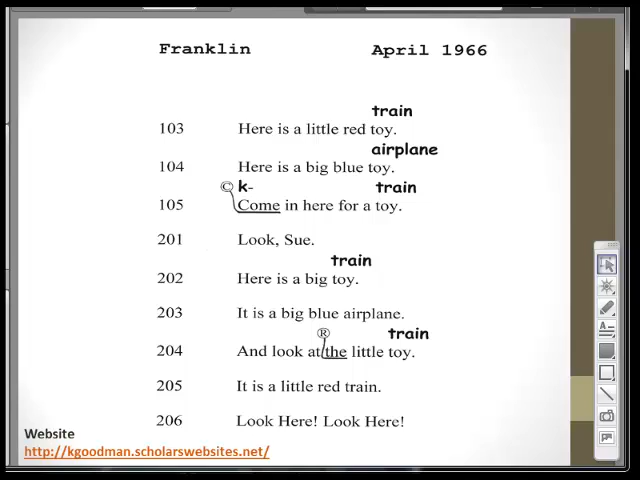 Franklin April 1966
train
103 Here is a little red toy.
airplane
104 Here is a big blue toy.
© k- train
105 Come in here for a toy.
201 Look, Sue.
train
202 Here is a big toy.
203 It is a big blue airplane.
® train
204 And look at the little toy.
205 It is a little red train.
206 Look Here! Look Here!
Website
http://kgoodman.scholarswebsites.net/